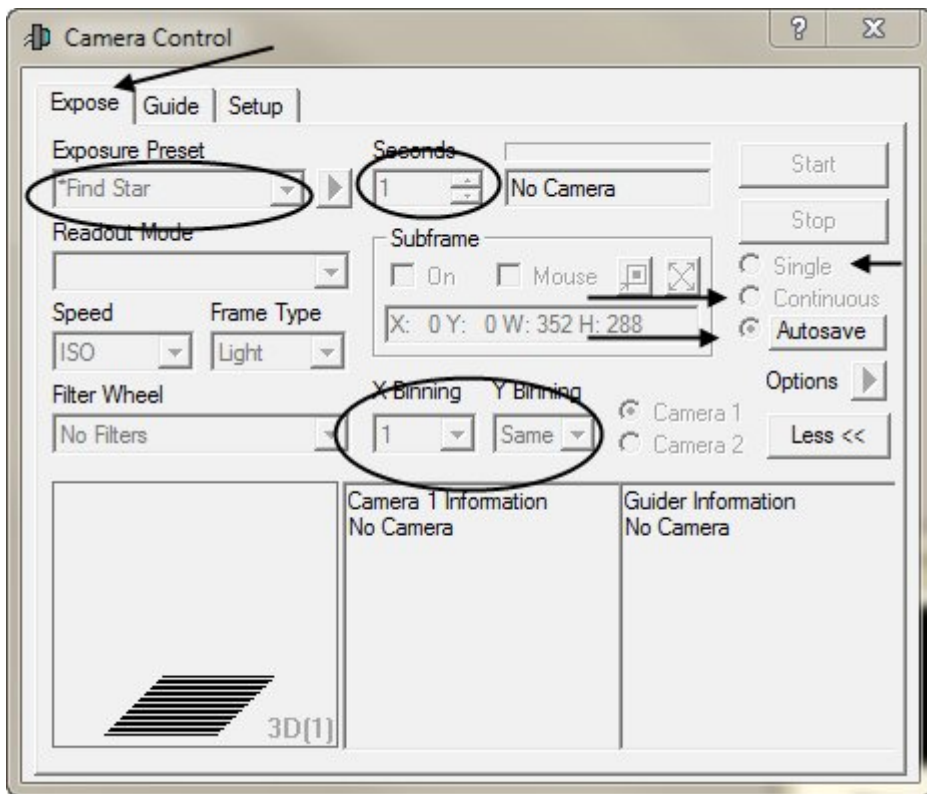 Camera Control
Expose Guide Setup
Exposure Preset
*Find Star
Seconds
1
No Camera
Start
Stop
Readout Mode
Subframe
On Mouse
X: 0 Y: 0 W: 352 H: 288
Single
Continuous
Autosave
Speed Frame Type
ISO Light
Options
Filter Wheel
No Filters
X Binning Y Binning
1 Same
Camera 1
Camera 2
Less <<
3D(1)
Camera 1 Information
No Camera
Guider Information
No Camera